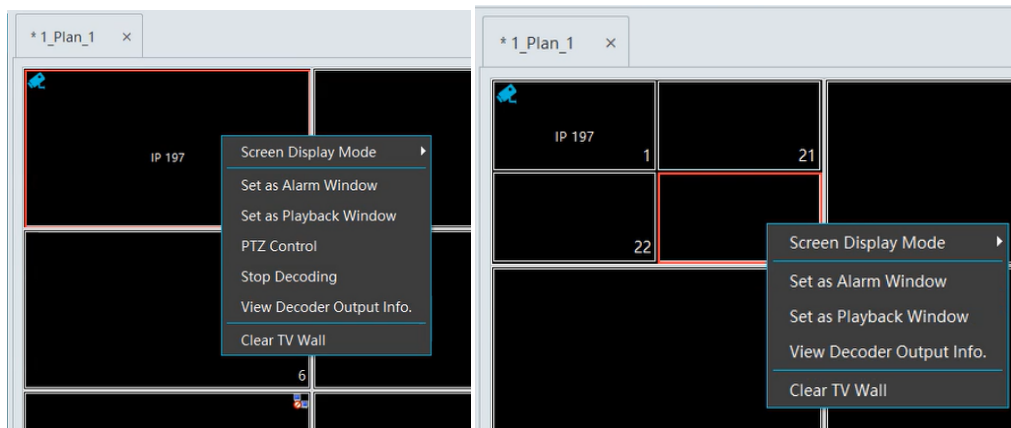 * 1_Plan_1 ×
IP 197
Screen Display Mode
Set as Alarm Window
Set as Playback Window
PTZ Control
Stop Decoding
View Decoder Output Info.
Clear TV Wall
6
* 1_Plan_1 ×
IP 197
1
21
22
Screen Display Mode
Set as Alarm Window
Set as Playback Window
View Decoder Output Info.
Clear TV Wall